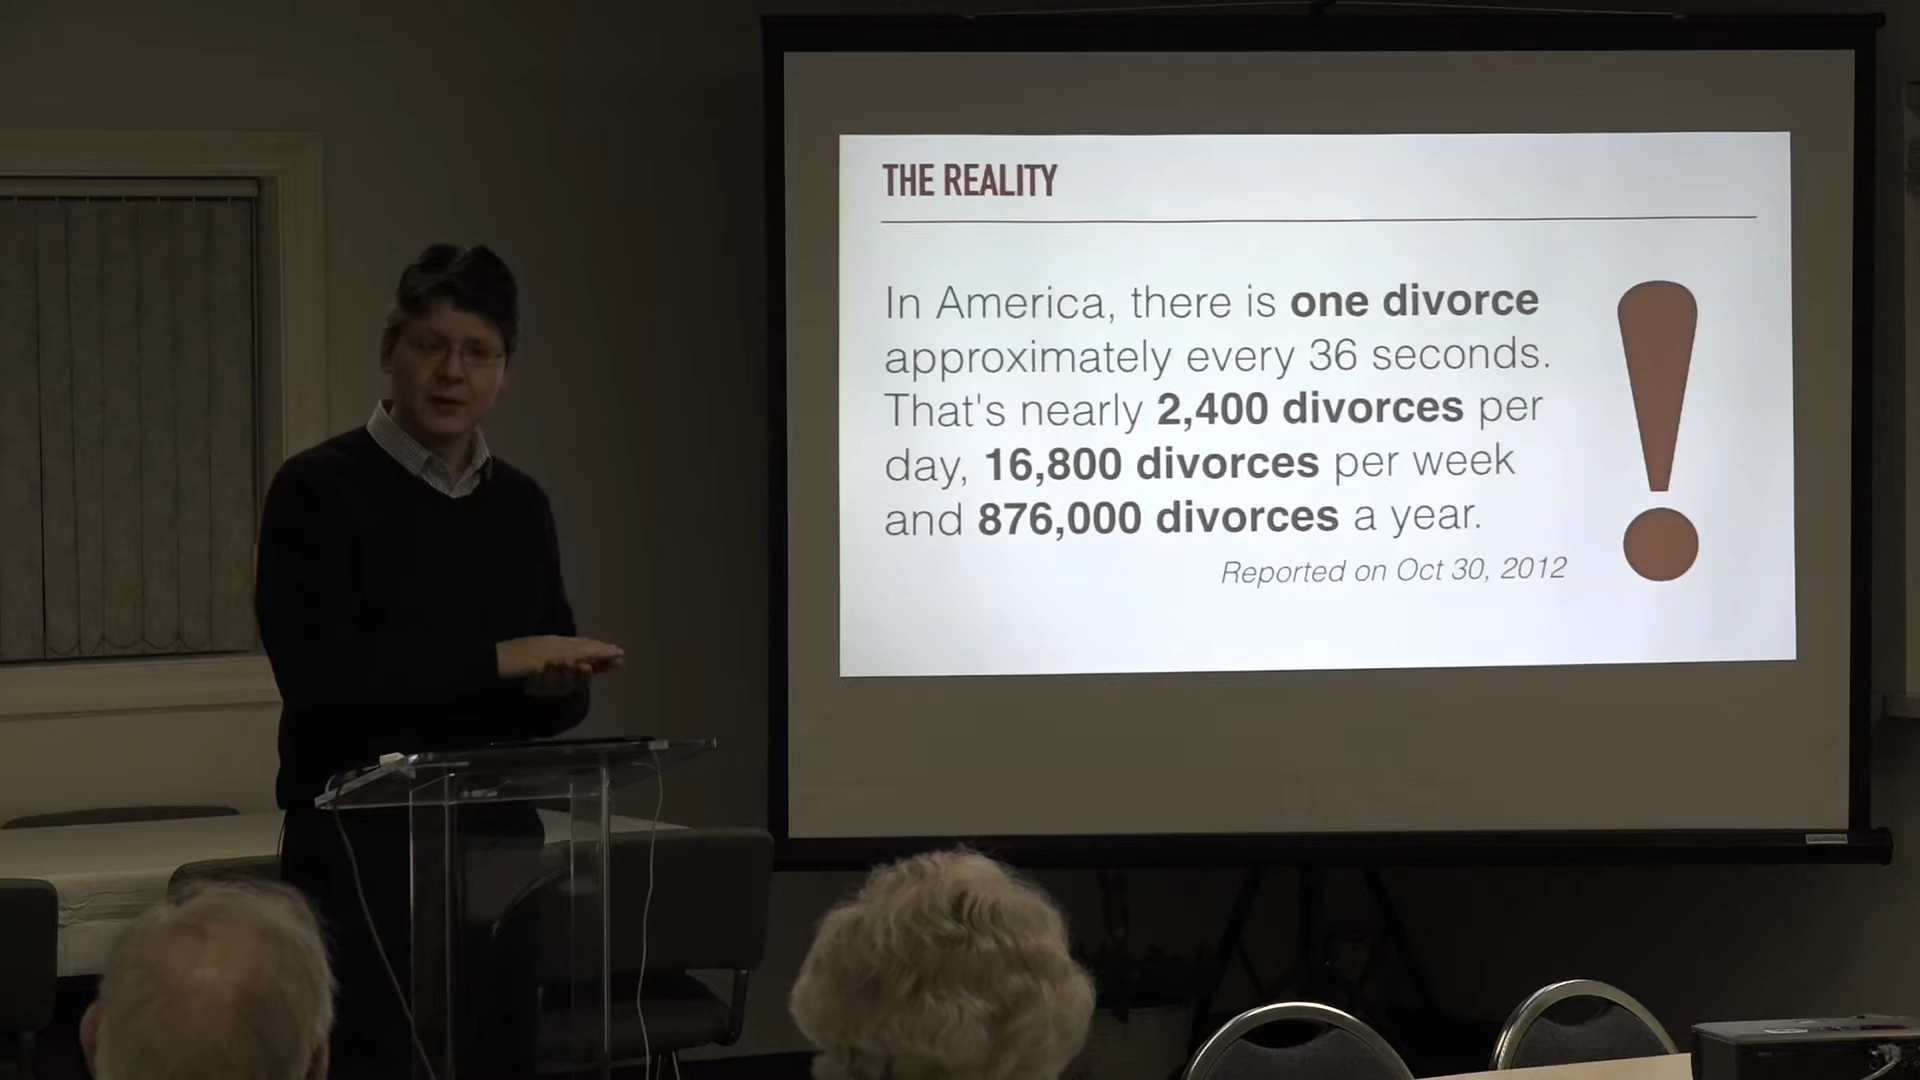 THE REALITY
In America, there is one divorce
approximately every 36 seconds.
That's nearly 2,400 divorces per
day, 16,800 divorces per week
and 876,000 divorces a year.
Reported on Oct 30, 2012